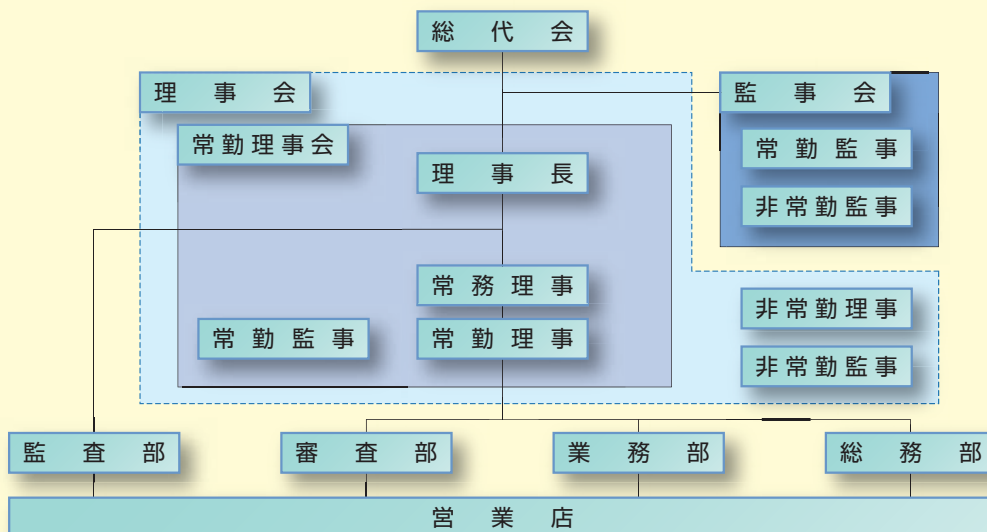 総代会
理事会
監事会
常勤理事会
常勤監事
理事長
非常勤監事
常務理事
非常勤理事
常勤監事
常勤理事
非常勤監事
監査部
審査部
業務部
総務部
営業店